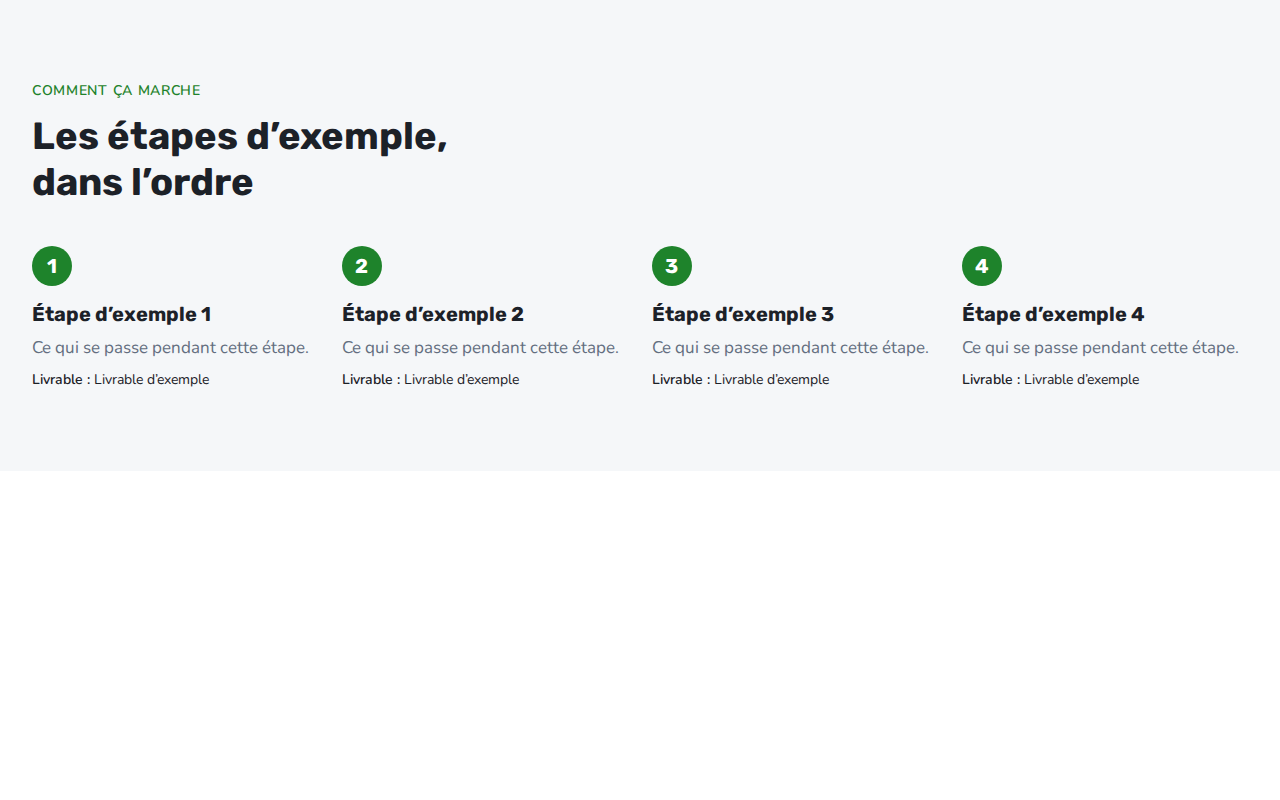 COMMENT ÇA MARCHE
Les étapes d’exemple,
dans l’ordre
1
Étape d’exemple 1
Ce qui se passe pendant cette étape.
Livrable : Livrable d’exemple
2
Étape d’exemple 2
Ce qui se passe pendant cette étape.
Livrable : Livrable d’exemple
3
Étape d’exemple 3
Ce qui se passe pendant cette étape.
Livrable : Livrable d’exemple
4
Étape d’exemple 4
Ce qui se passe pendant cette étape.
Livrable : Livrable d’exemple